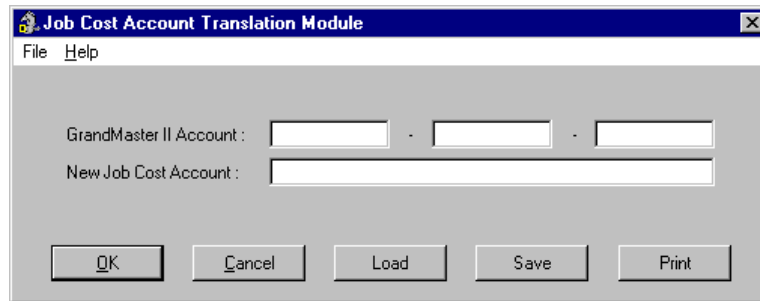 Job Cost Account Translation Module
File Help
GrandMaster II Account : - -
New Job Cost Account :
OK Cancel Load Save Print